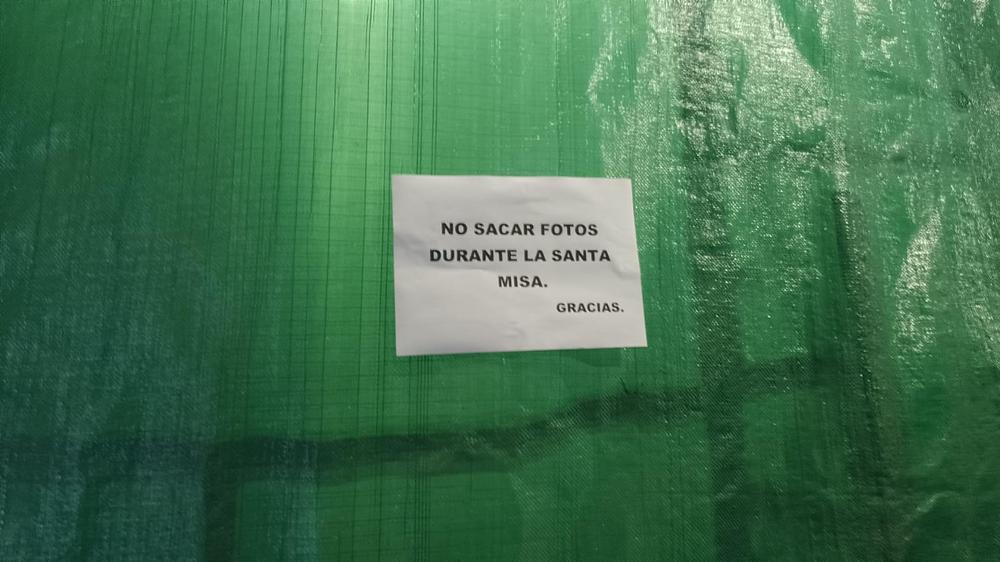 NO SACAR FOTOS
DURANTE LA SANTA
MISA.
GRACIAS.